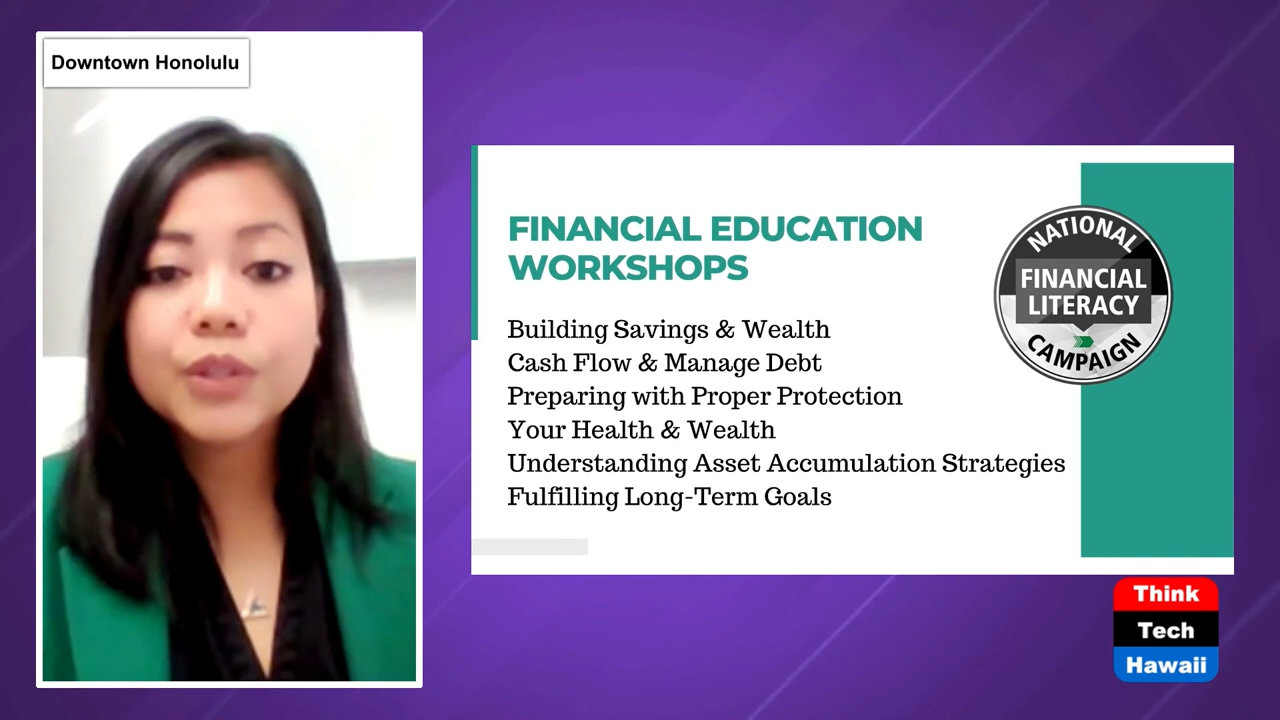 Downtown Honolulu
FINANCIAL EDUCATION
WORKSHOPS
Building Savings & Wealth
Cash Flow & Manage Debt
Preparing with Proper Protection
Your Health & Wealth
Understanding Asset Accumulation Strategies
Fulfilling Long-Term Goals
NATIONAL
FINANCIAL
LITERACY
CAMPAIGN
Think
Tech
Hawaii